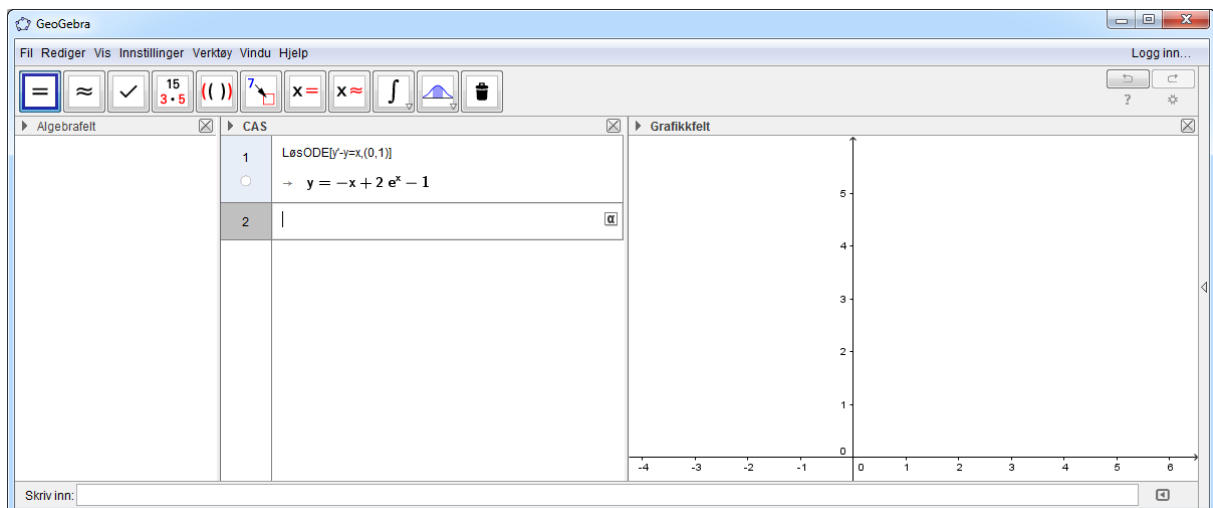 GeoGebra
Fil Rediger Vis Innstillinger Verktøy Vindu Hjelp Logg inn...
= ≈ ✓ 15 3·5 (( )) 7 x = x ≈ ∫
?
Algebrafelt CAS Grafikkfelt
1 LøsODE[y'-y=x,(0,1)]
→ y = −x + 2 eˣ − 1
2 α
5
4
3
2
1
0
-4 -3 -2 -1 0 1 2 3 4 5 6
Skriv inn: